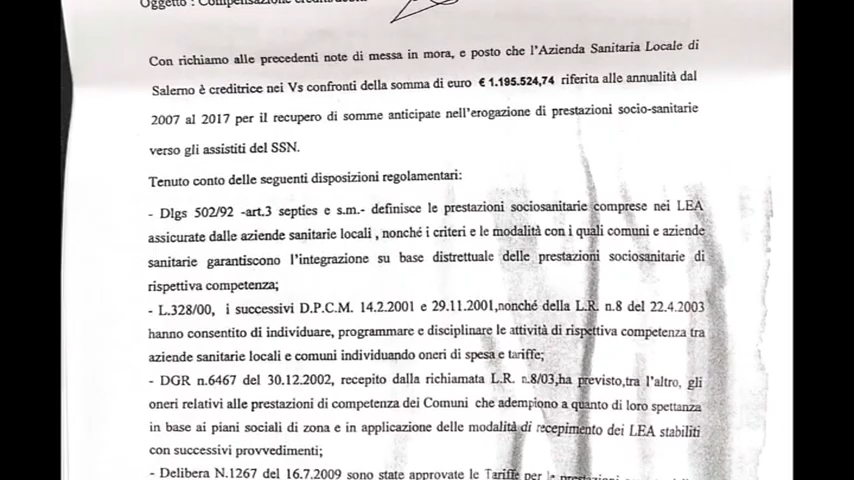 Oggetto : Compensazione
Con richiamo alle precedenti note di messa in mora, e posto che l'Azienda Sanitaria Locale di
Salerno è creditrice nei Vs confronti della somma di euro € 1.195.524,74 riferita alle annualità dal
2007 al 2017 per il recupero di somme anticipate nell'erogazione di prestazioni socio-sanitarie
verso gli assistiti del SSN.
Tenuto conto delle seguenti disposizioni regolamentari:
- Dlgs 502/92 -art.3 septies e s.m.- definisce le prestazioni sociosanitarie comprese nei LEA
assicurate dalle aziende sanitarie locali , nonché i criteri e le modalità con i quali comuni e aziende
sanitarie garantiscono l'integrazione su base distrettuale delle prestazioni sociosanitarie di
rispettiva competenza;
- L.328/00, i successivi D.P.C.M. 14.2.2001 e 29.11.2001,nonché della L.R. n.8 del 22.4.2003
hanno consentito di individuare, programmare e disciplinare le attività di rispettiva competenza tra
aziende sanitarie locali e comuni individuando oneri di spesa e tariffe;
- DGR n.6467 del 30.12.2002, recepito dalla richiamata L.R. n.8/03,ha previsto,tra l'altro, gli
oneri relativi alle prestazioni di competenza dei Comuni che adempiono a quanto di loro spettanza
in base ai piani sociali di zona e in applicazione delle modalità di recepimento dei LEA stabiliti
con successivi provvedimenti;
- Delibera N.1267 del 16.7.2009 sono state approvate le Tariffe per le